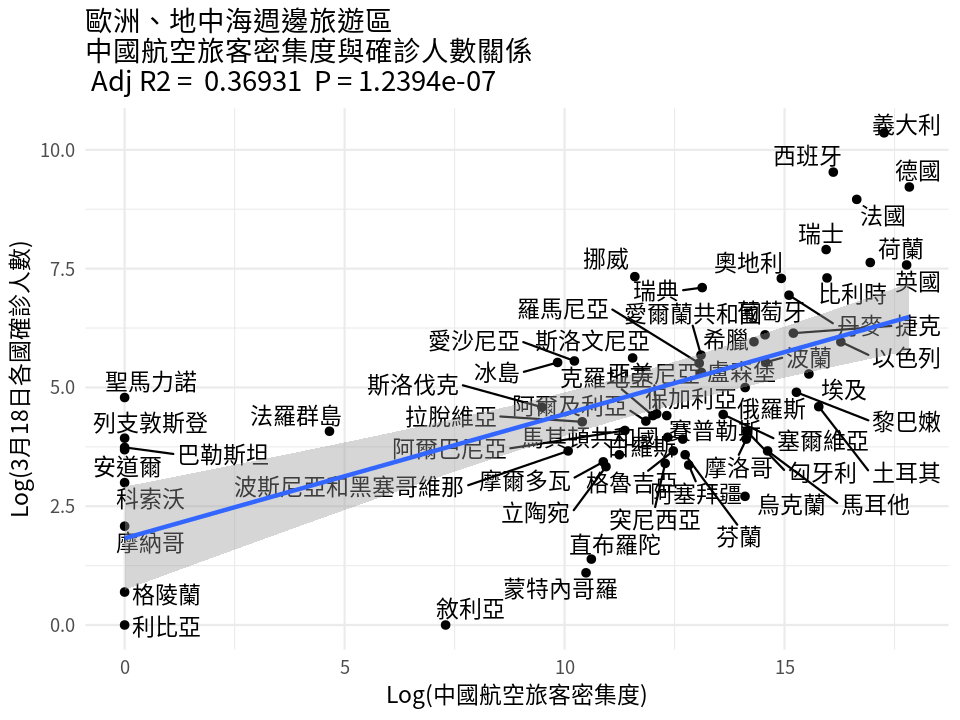 歐洲、地中海週邊旅遊區
中國航空旅客密集度與確診人數關係
Adj R2 = 0.36931 P = 1.2394e-07
Log(3月18日各國確診人數)
10.0
7.5
5.0
2.5
0.0
義大利
西班牙
德國
法國
瑞士
荷蘭
挪威
奧地利
英國
瑞典
比利時
羅馬尼亞
愛爾蘭共和國
葡萄牙
丹麥
捷克
愛沙尼亞
斯洛文尼亞
希臘
波蘭
以色列
冰島
克羅地亞
亞美尼亞
盧森堡
聖馬力諾
斯洛伐克
埃及
阿爾及利亞
保加利亞
俄羅斯
列支敦斯登
法羅群島
拉脫維亞
黎巴嫩
馬其頓共和國
賽普勒斯
塞爾維亞
巴勒斯坦
阿爾巴尼亞
白羅斯
安道爾
波斯尼亞和黑塞哥維那
摩爾多瓦
格魯吉亞
摩洛哥
匈牙利
土耳其
科索沃
阿塞拜疆
烏克蘭
馬耳他
立陶宛
突尼西亞
芬蘭
摩納哥
直布羅陀
格陵蘭
蒙特內哥羅
敘利亞
利比亞
0
5
10
15
Log(中國航空旅客密集度)